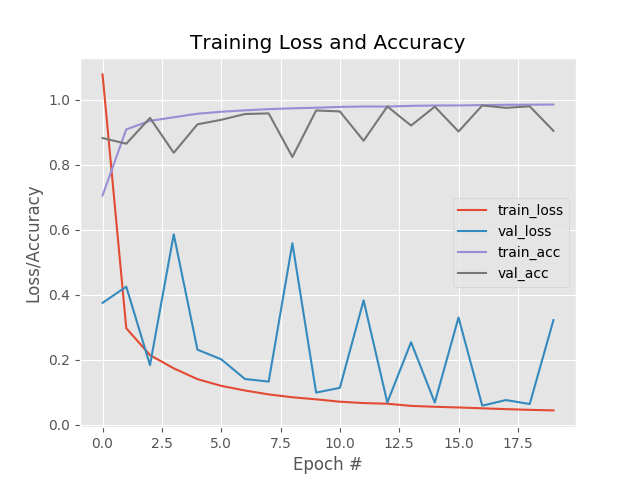 Training Loss and Accuracy
1.0
0.8
0.6
0.4
0.2
0.0
Loss/Accuracy
train_loss
val_loss
train_acc
val_acc
0.0 2.5 5.0 7.5 10.0 12.5 15.0 17.5
Epoch #